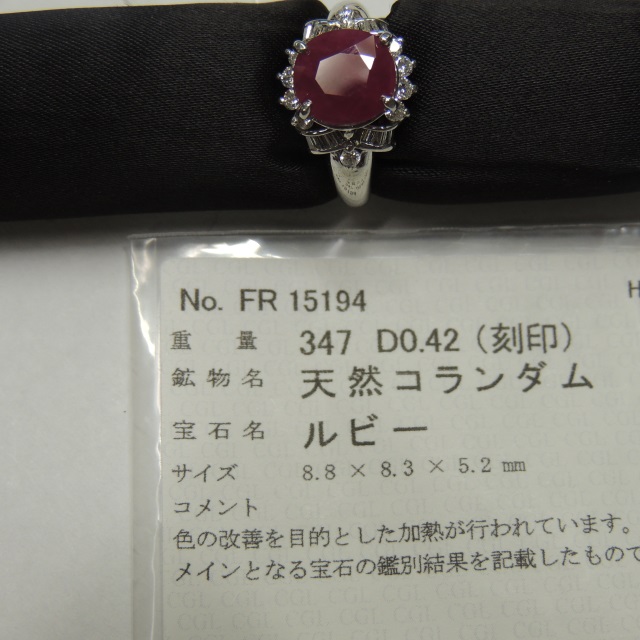 No. FR 15194
H
重量 347 D0.42 (刻印)
鉱物名 天然コランダム
宝石名 ルビー
サイズ 8.8 × 8.3 × 5.2 mm
コメント
色の改善を目的とした加熱が行われています。
メインとなる宝石の鑑別結果を記載したもので